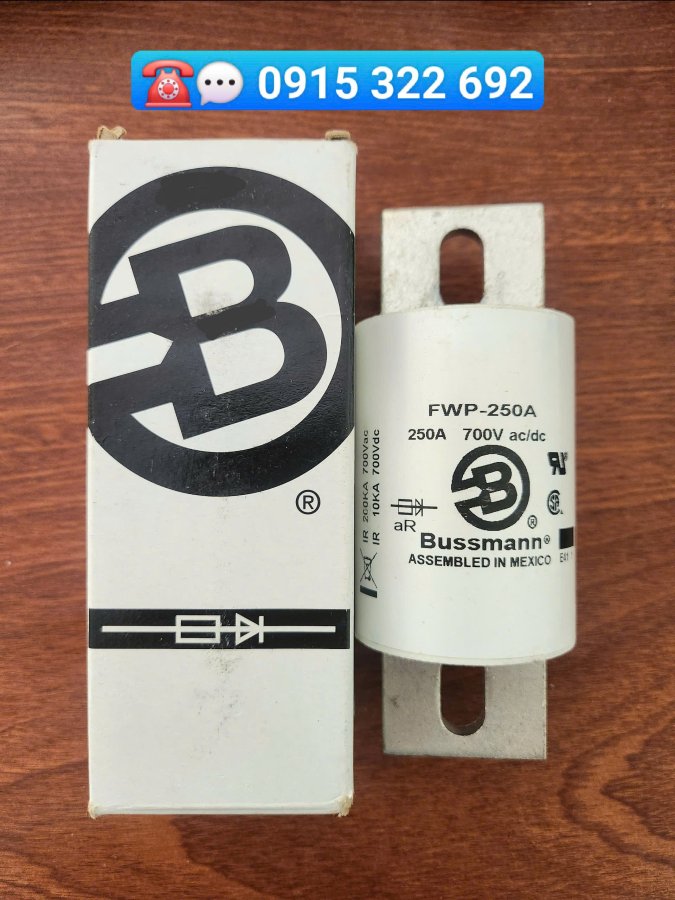 ☎️💬 0915 322 692
B
®
FWP-250A
250A 700V ac/dc
IR 200KA 700Vac
IR 10KA 700Vdc
aR
B
®
Bussmann®
ASSEMBLED IN MEXICO